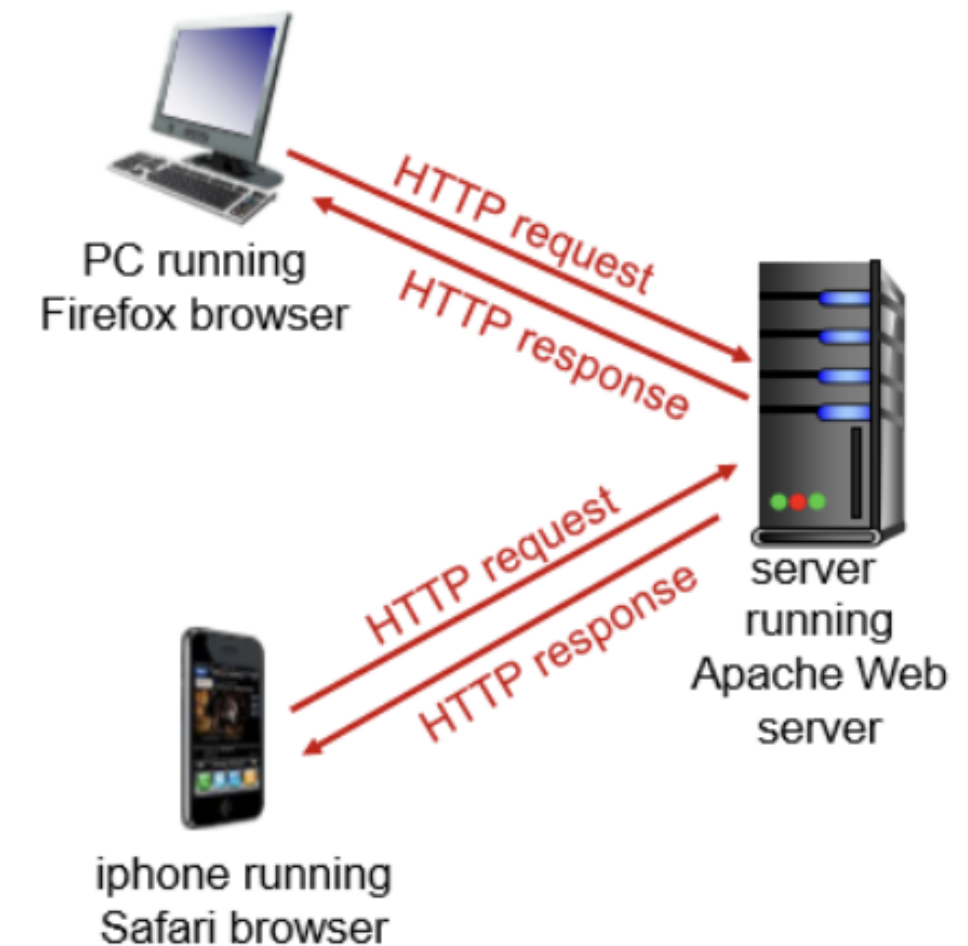 HTTP request
HTTP response
PC running
Firefox browser
HTTP request
HTTP response
server
running
Apache Web
server
iphone running
Safari browser